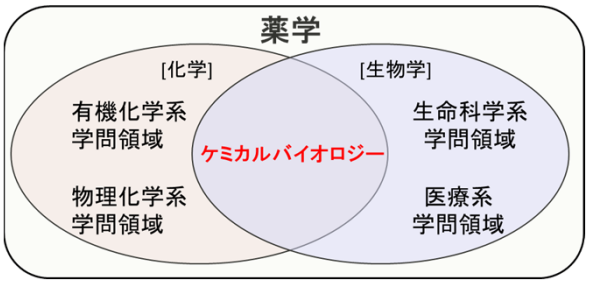 薬学
[化学]
[生物学]
有機化学系
学問領域
生命科学系
学問領域
ケミカルバイオロジー
物理化学系
学問領域
医療系
学問領域